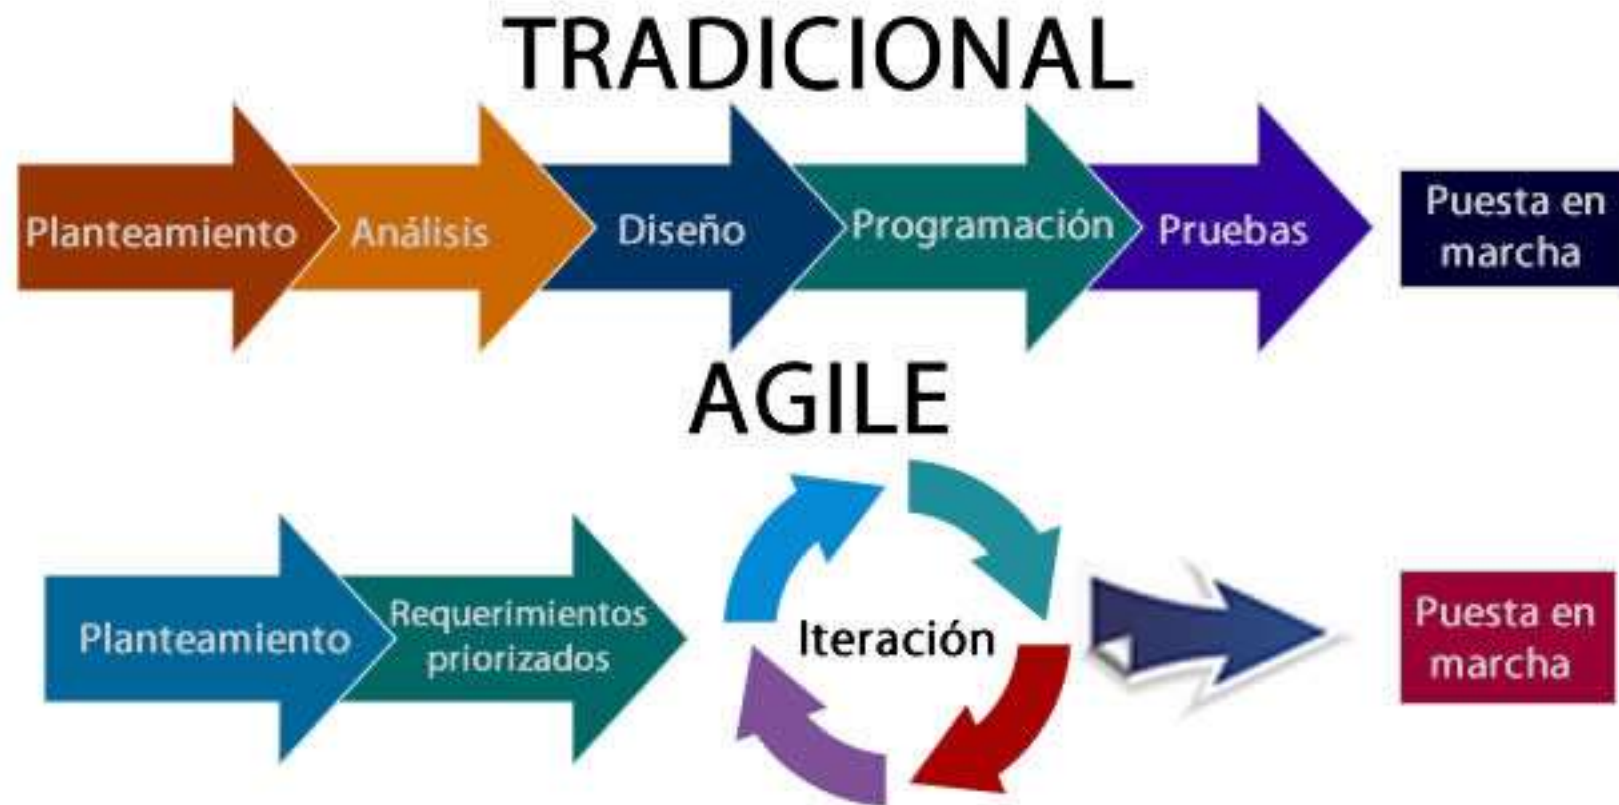 TRADICIONAL
Planteamiento
Análisis
Diseño
Programación
Pruebas
Puesta en
marcha
AGILE
Planteamiento
Requerimientos
priorizados
Iteración
Puesta en
marcha